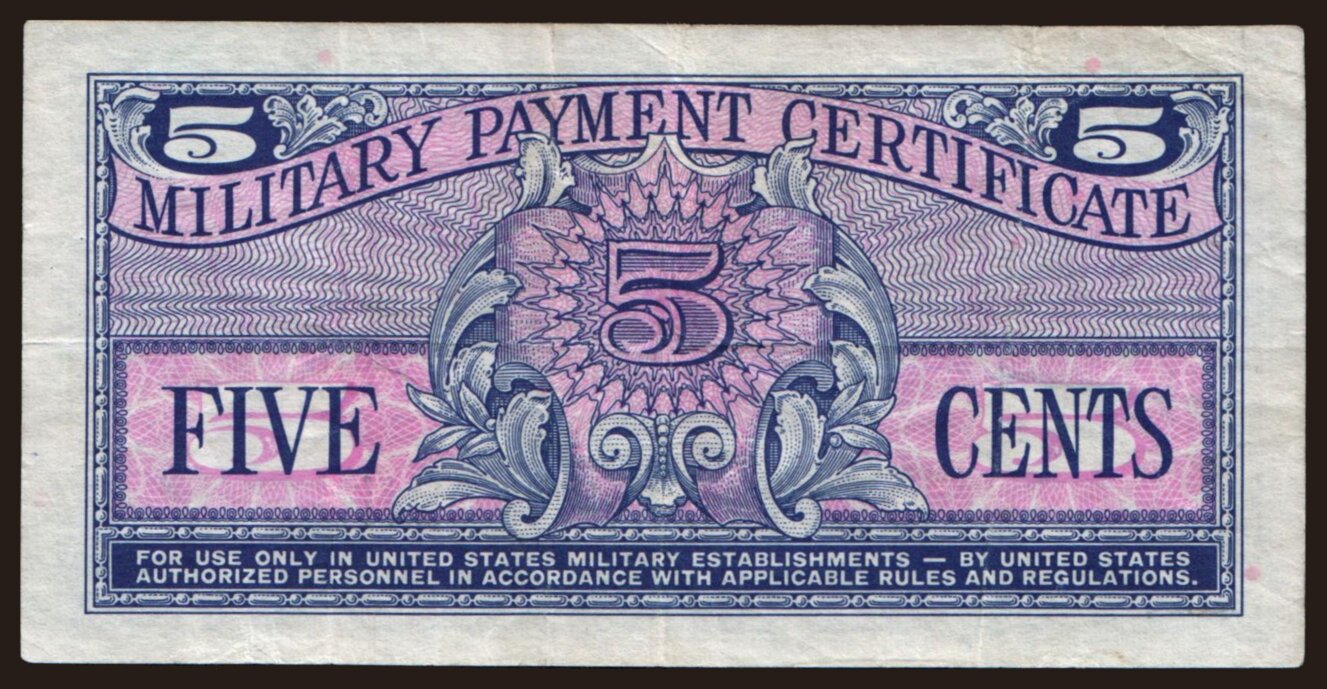 5 5
MILITARY PAYMENT CERTIFICATE
5
FIVE CENTS
FOR USE ONLY IN UNITED STATES MILITARY ESTABLISHMENTS — BY UNITED STATES
AUTHORIZED PERSONNEL IN ACCORDANCE WITH APPLICABLE RULES AND REGULATIONS.